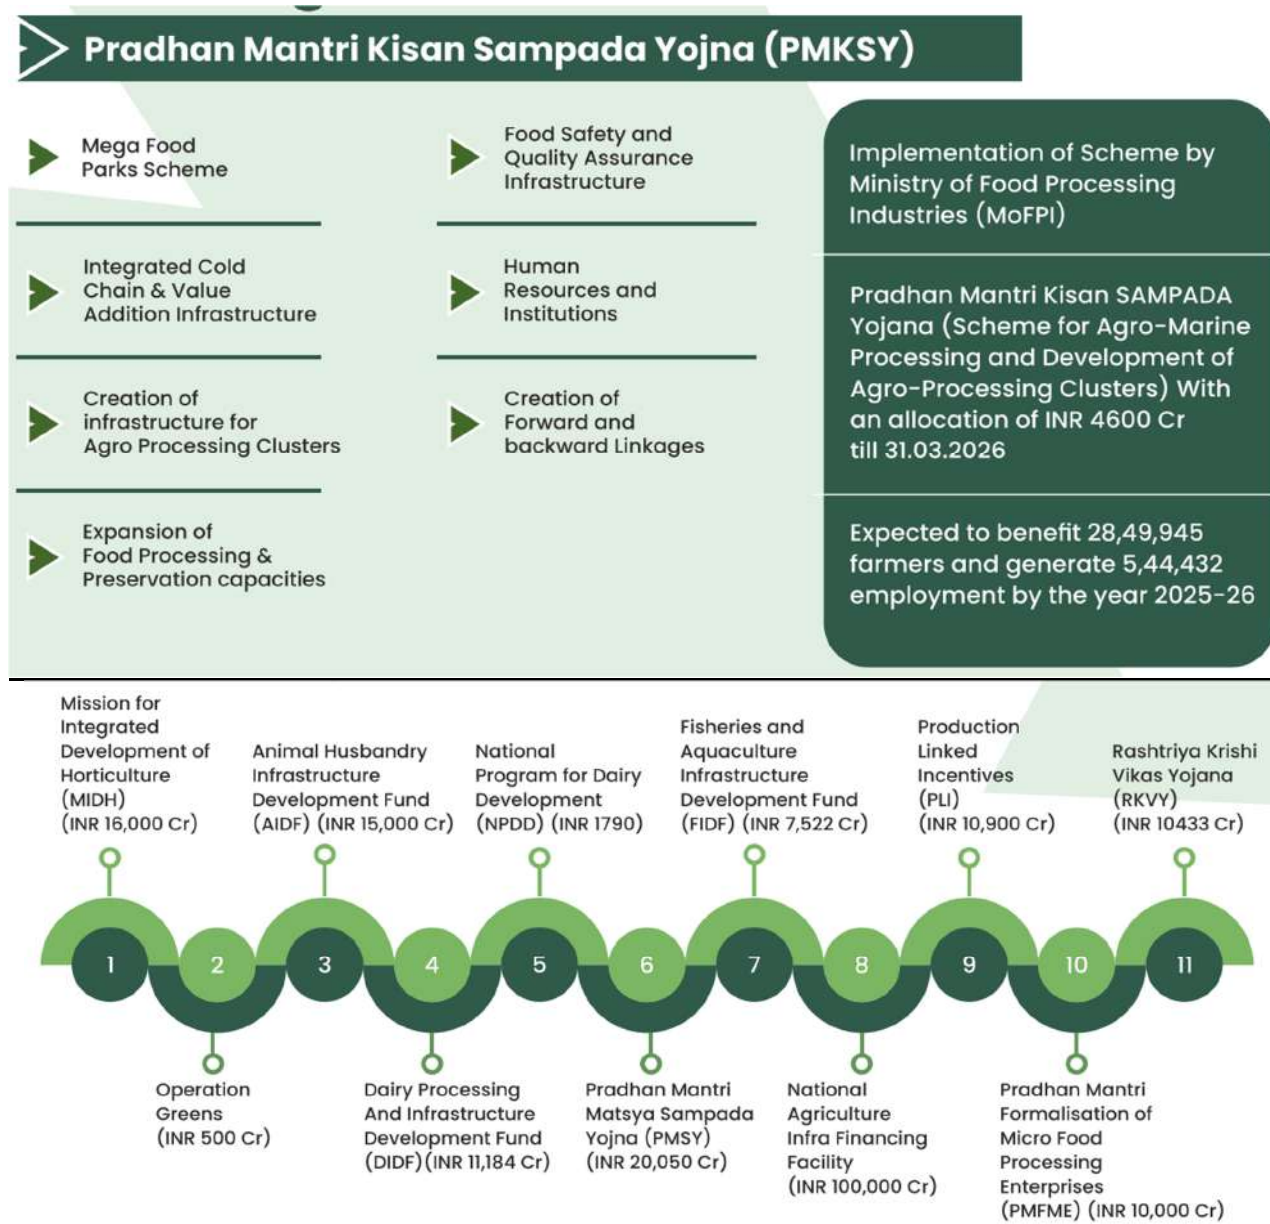 Pradhan Mantri Kisan Sampada Yojna (PMKSY)
Mega Food
Parks Scheme
Integrated Cold
Chain & Value
Addition Infrastructure
Creation of
infrastructure for
Agro Processing Clusters
Expansion of
Food Processing &
Preservation capacities
Food Safety and
Quality Assurance
Infrastructure
Human
Resources and
Institutions
Creation of
Forward and
backward Linkages
Implementation of Scheme by
Ministry of Food Processing
Industries (MoFPI)
Pradhan Mantri Kisan SAMPADA
Yojana (Scheme for Agro-Marine
Processing and Development of
Agro-Processing Clusters) With
an allocation of INR 4600 Cr
till 31.03.2026
Expected to benefit 28,49,945
farmers and generate 5,44,432
employment by the year 2025-26
Mission for
Integrated
Development of
Horticulture
(MIDH)
(INR 16,000 Cr)
Animal Husbandry
Infrastructure
Development Fund
(AIDF) (INR 15,000 Cr)
National
Program for Dairy
Development
(NPDD) (INR 1790)
Fisheries and
Aquaculture
Infrastructure
Development Fund
(FIDF) (INR 7,522 Cr)
Production
Linked
Incentives
(PLI)
(INR 10,900 Cr)
Rashtriya Krishi
Vikas Yojana
(RKVY)
(INR 10433 Cr)
1 2 3 4 5 6 7 8 9 10 11
Operation
Greens
(INR 500 Cr)
Dairy Processing
And Infrastructure
Development Fund
(DIDF)(INR 11,184 Cr)
Pradhan Mantri
Matsya Sampada
Yojna (PMSY)
(INR 20,050 Cr)
National
Agriculture
Infra Financing
Facility
(INR 100,000 Cr)
Pradhan Mantri
Formalisation of
Micro Food
Processing
Enterprises
(PMFME) (INR 10,000 Cr)